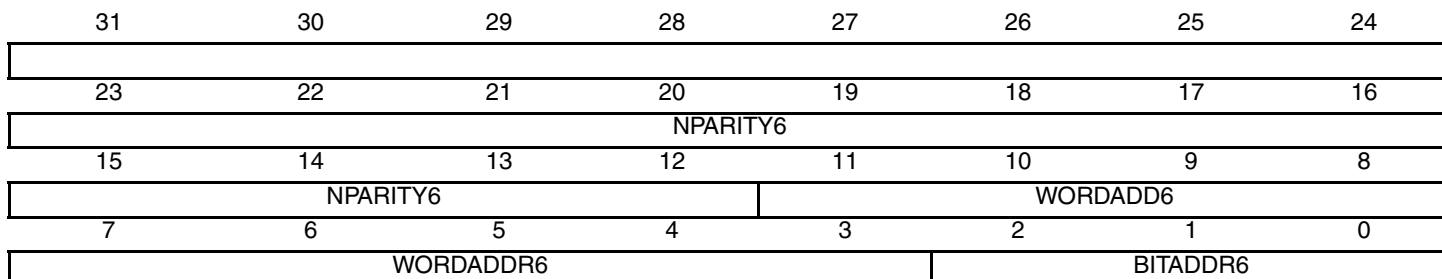 31 30 29 28 27 26 25 24
23 22 21 20 19 18 17 16
NPARITY6
15 14 13 12 11 10 9 8
NPARITY6 WORDADD6
7 6 5 4 3 2 1 0
WORDADDR6 BITADDR6